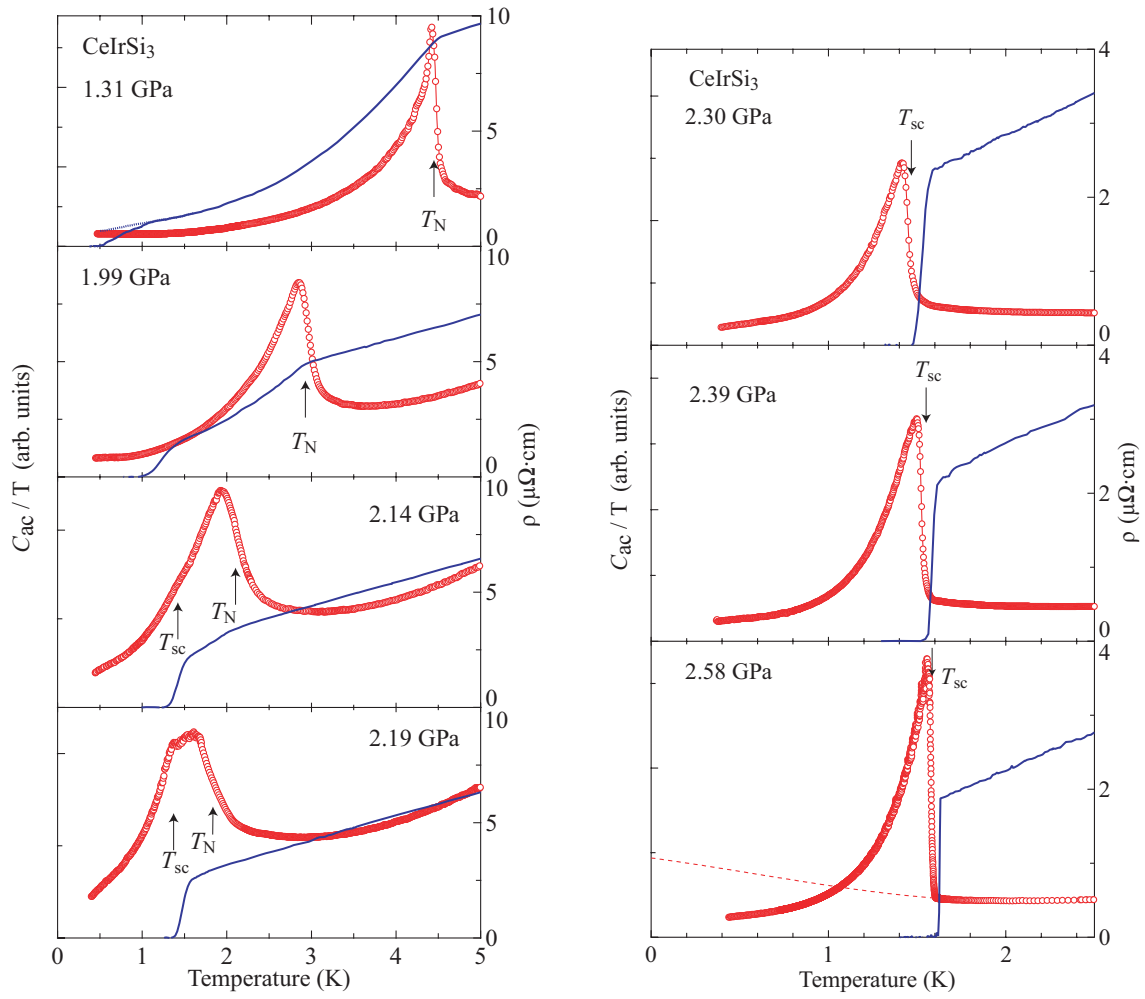 CeIrSi3
1.31 GPa
TN
10
5
0
1.99 GPa
TN
10
5
0
2.14 GPa
Tsc
TN
10
5
0
2.19 GPa
Tsc
TN
10
5
0
0 1 2 3 4 5
Temperature (K)
Cac / T (arb. units)
ρ (μΩ·cm)
CeIrSi3
2.30 GPa
Tsc
4
2
0
2.39 GPa
Tsc
4
2
0
2.58 GPa
Tsc
4
2
0
0 1 2
Temperature (K)
Cac / T (arb. units)
ρ (μΩ·cm)